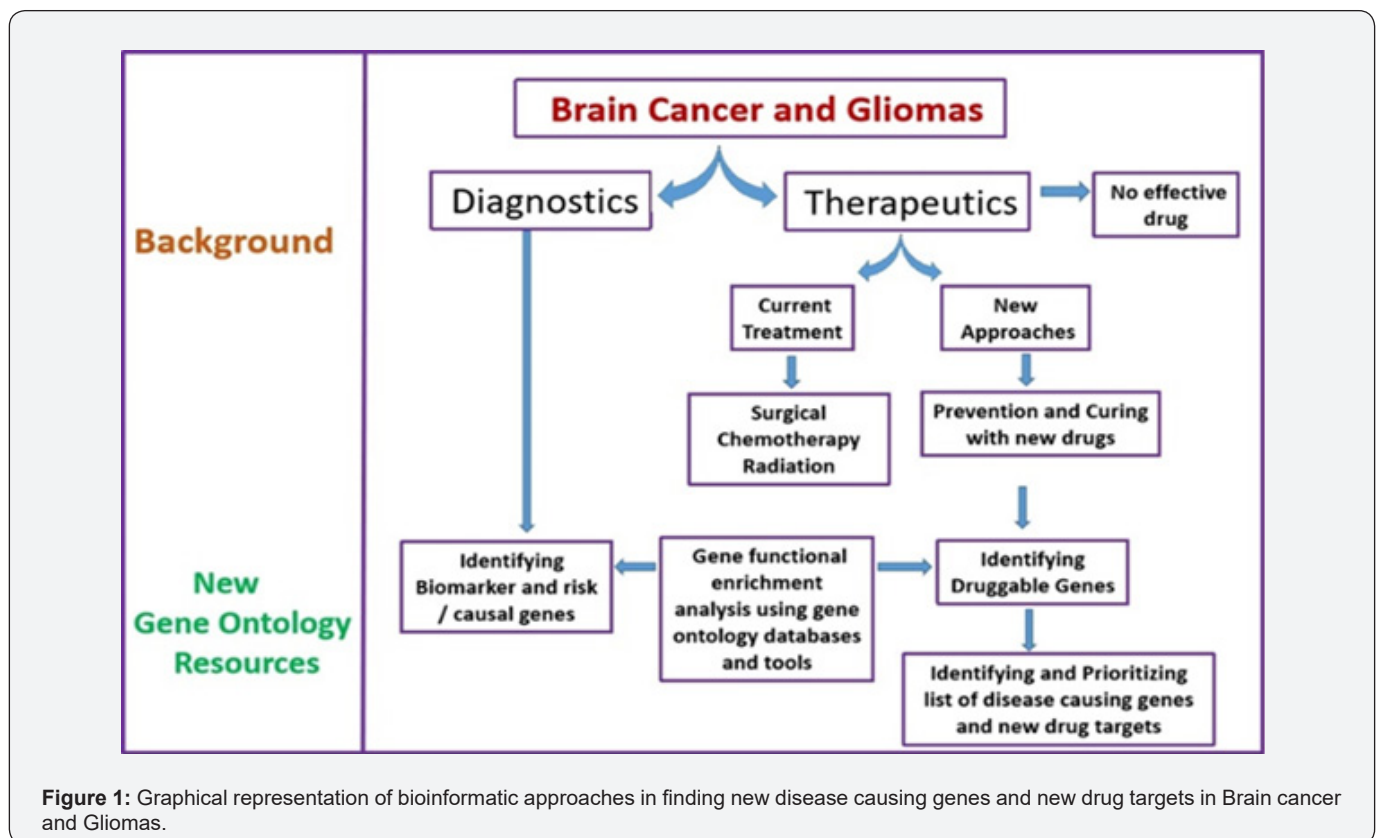 Brain Cancer and Gliomas
Diagnostics
Therapeutics
No effective
drug
Background
Current
Treatment
New
Approaches
Surgical
Chemotherapy
Radiation
Prevention and Curing
with new drugs
New
Gene Ontology
Resources
Identifying
Biomarker and risk
/ causal genes
Gene functional
enrichment
analysis using gene
ontology databases
and tools
Identifying
Druggable Genes
Identifying and Prioritizing
list of disease causing genes
and new drug targets
Figure 1: Graphical representation of bioinformatic approaches in finding new disease causing genes and new drug targets in Brain cancer
and Gliomas.